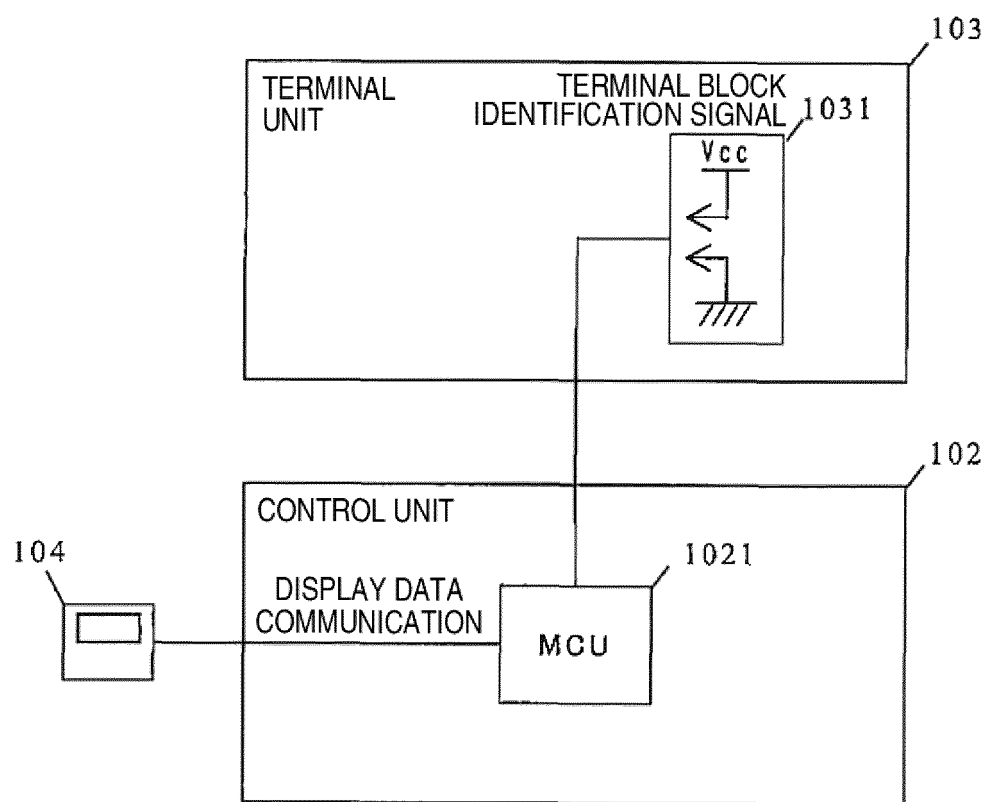 103
TERMINAL UNIT
TERMINAL BLOCK
IDENTIFICATION SIGNAL
1031
Vcc
102
CONTROL UNIT
104
1021
DISPLAY DATA
COMMUNICATION
MCU